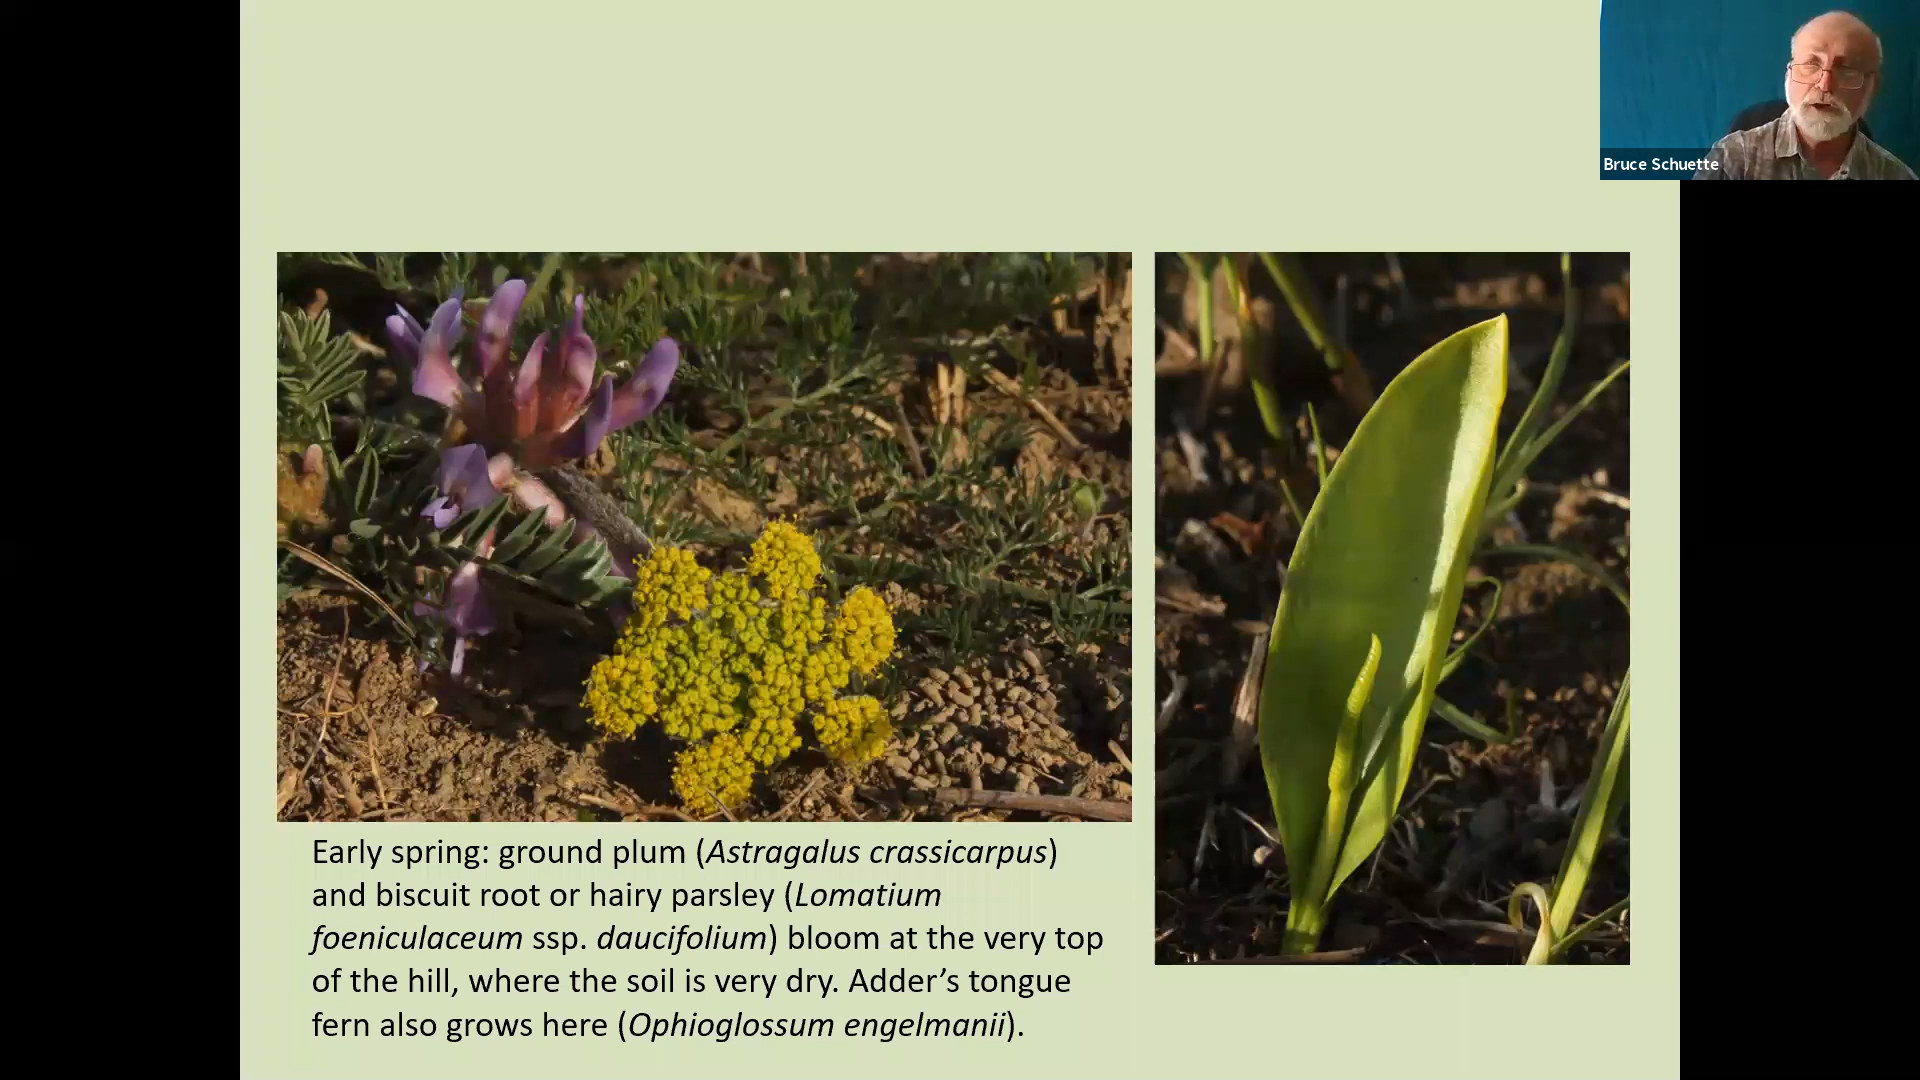 Bruce Schuette
Early spring: ground plum (Astragalus crassicarpus)
and biscuit root or hairy parsley (Lomatium
foeniculaceum ssp. daucifolium) bloom at the very top
of the hill, where the soil is very dry. Adder’s tongue
fern also grows here (Ophioglossum engelmanii).